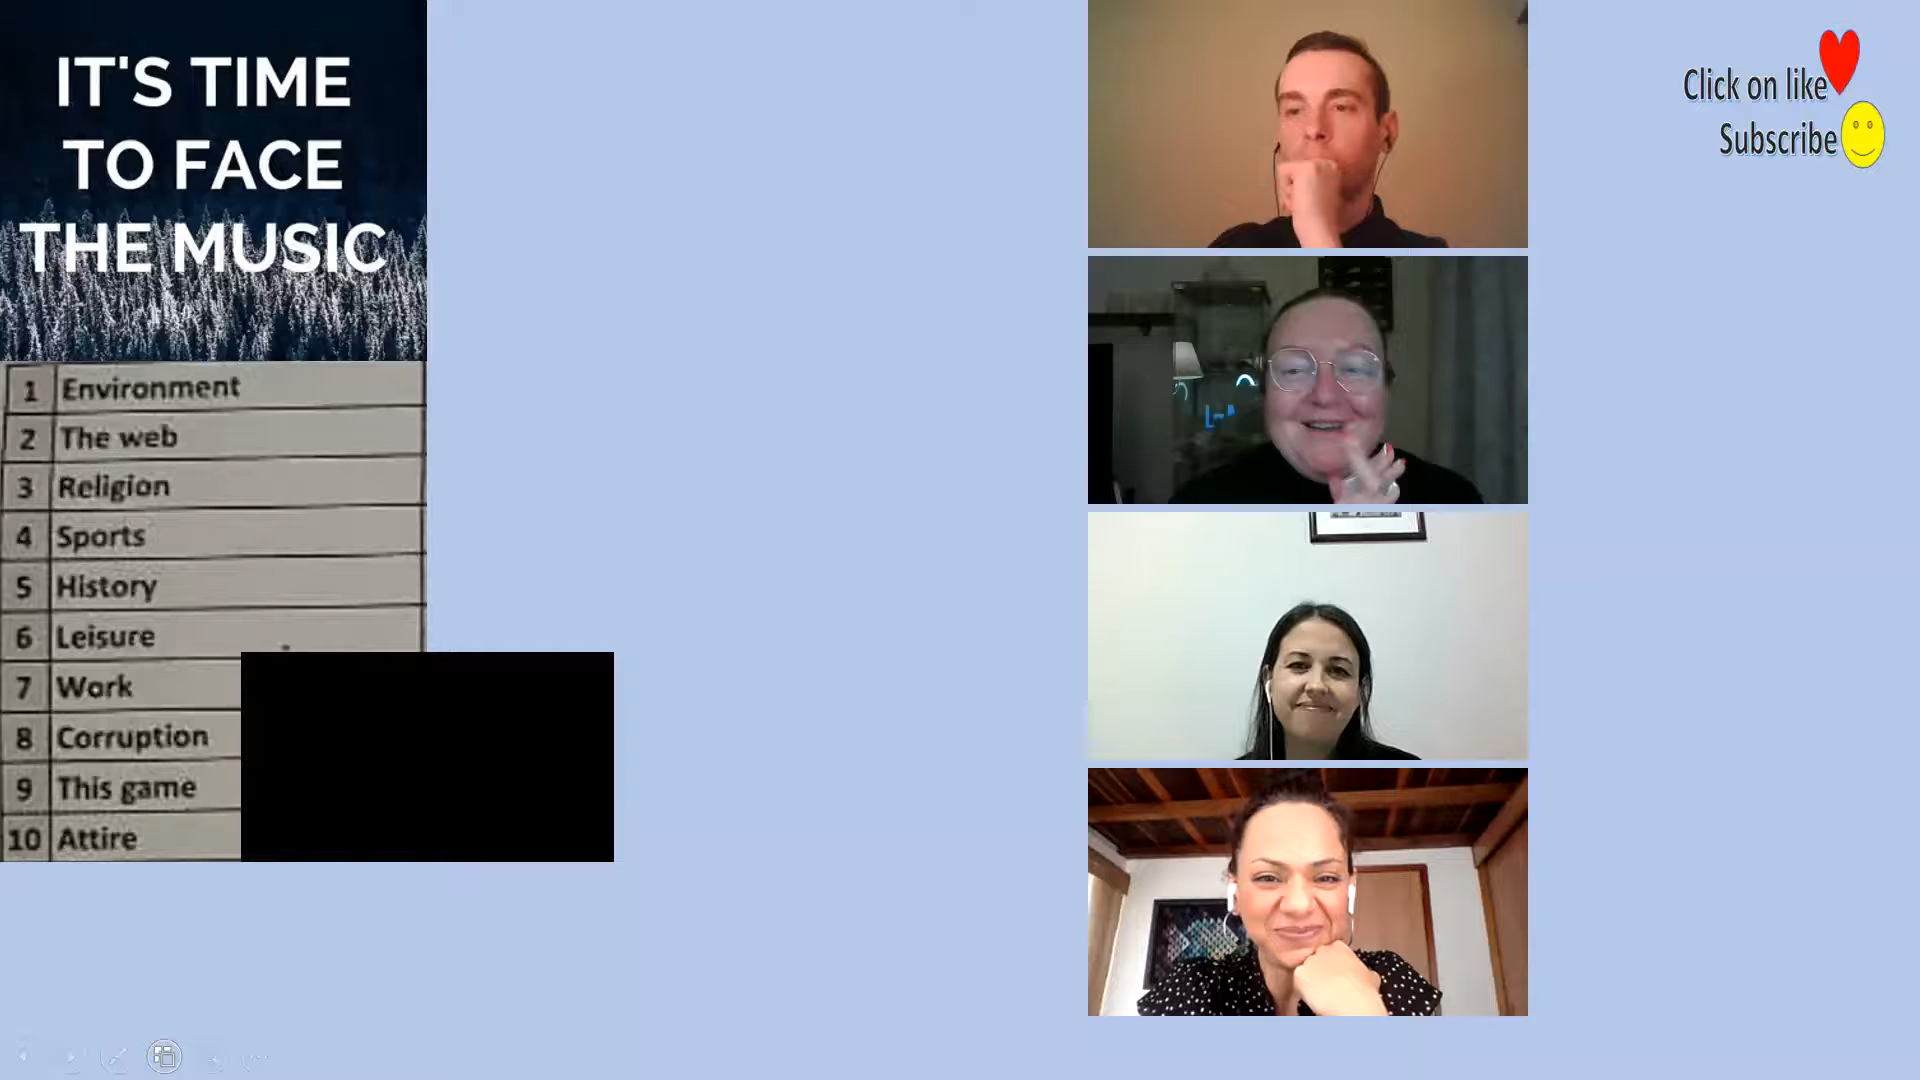 IT'S TIME
TO FACE
THE MUSIC
1 Environment
2 The web
3 Religion
4 Sports
5 History
6 Leisure
7 Work
8 Corruption
9 This game
10 Attire
Click on like
Subscribe